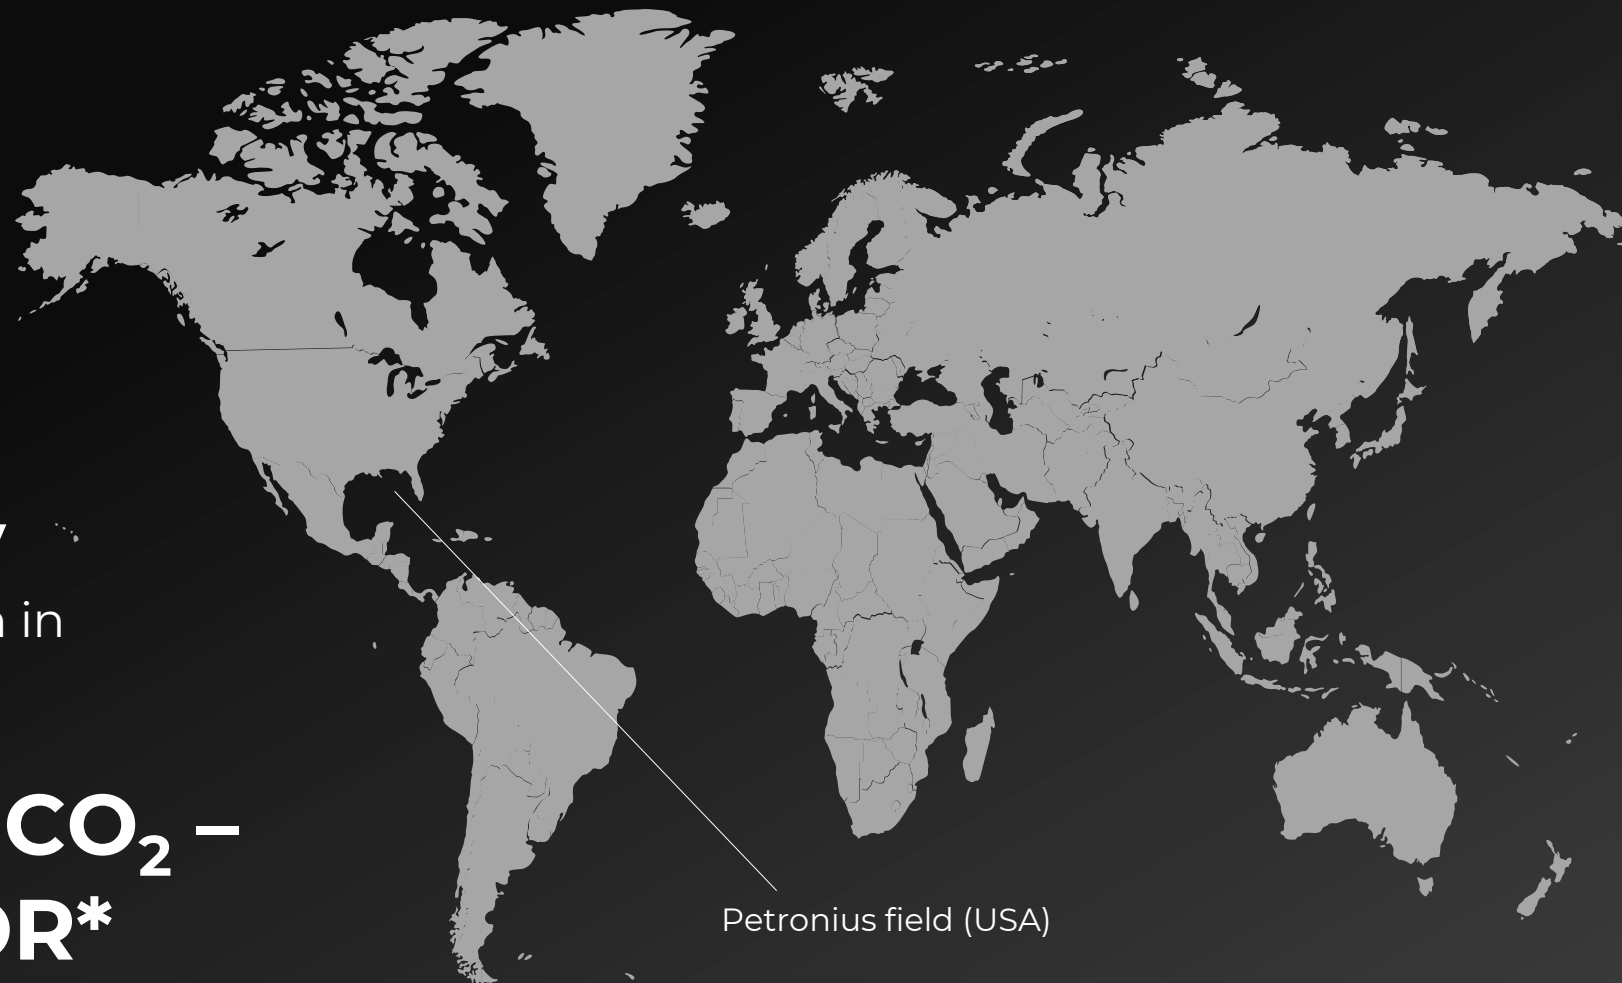 in
CO₂ –
OR*
Petronius field (USA)